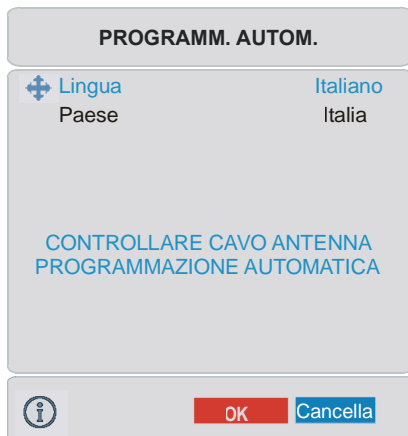 PROGRAMM. AUTOM.
Lingua Italiano
Paese Italia
CONTROLLARE CAVO ANTENNA
PROGRAMMAZIONE AUTOMATICA
i OK Cancella